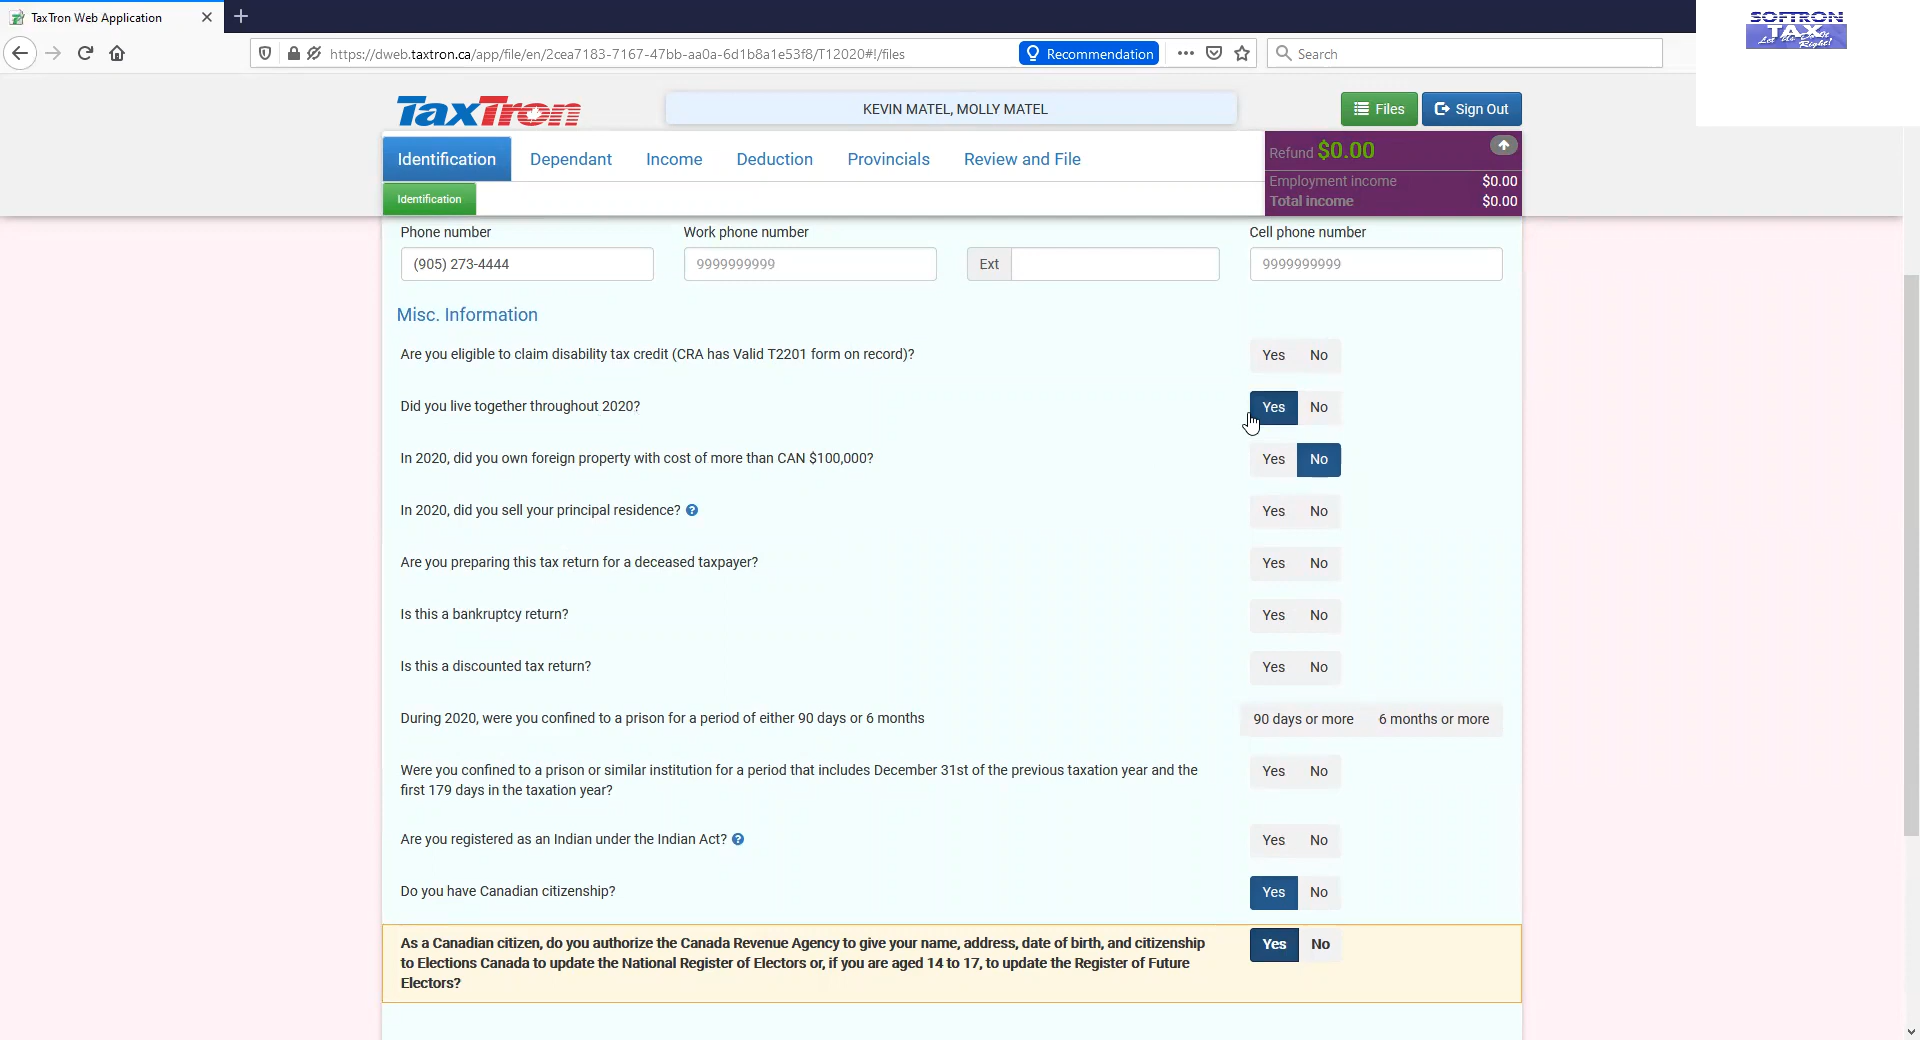 TaxTron Web Application
https://dweb.taxtron.ca/app/file/en/2cea7183-7167-47bb-aa0a-6d1b8a1e53f8/T12020#!/files
Recommendation
Search
SOFTRON
TAX
Let Us Do It
Right!
TaxTron
KEVIN MATEL, MOLLY MATEL
Files
Sign Out
Identification
Dependant
Income
Deduction
Provincials
Review and File
Refund $0.00
Employment income $0.00
Total income $0.00
Identification
Phone number
Work phone number
Cell phone number
(905) 273-4444
9999999999
Ext
9999999999
Misc. Information
Are you eligible to claim disability tax credit (CRA has Valid T2201 form on record)?
Yes No
Did you live together throughout 2020?
Yes No
In 2020, did you own foreign property with cost of more than CAN $100,000?
Yes No
In 2020, did you sell your principal residence? ?
Yes No
Are you preparing this tax return for a deceased taxpayer?
Yes No
Is this a bankruptcy return?
Yes No
Is this a discounted tax return?
Yes No
During 2020, were you confined to a prison for a period of either 90 days or 6 months
90 days or more 6 months or more
Were you confined to a prison or similar institution for a period that includes December 31st of the previous taxation year and the
first 179 days in the taxation year?
Yes No
Are you registered as an Indian under the Indian Act? ?
Yes No
Do you have Canadian citizenship?
Yes No
As a Canadian citizen, do you authorize the Canada Revenue Agency to give your name, address, date of birth, and citizenship
to Elections Canada to update the National Register of Electors or, if you are aged 14 to 17, to update the Register of Future
Electors?
Yes No